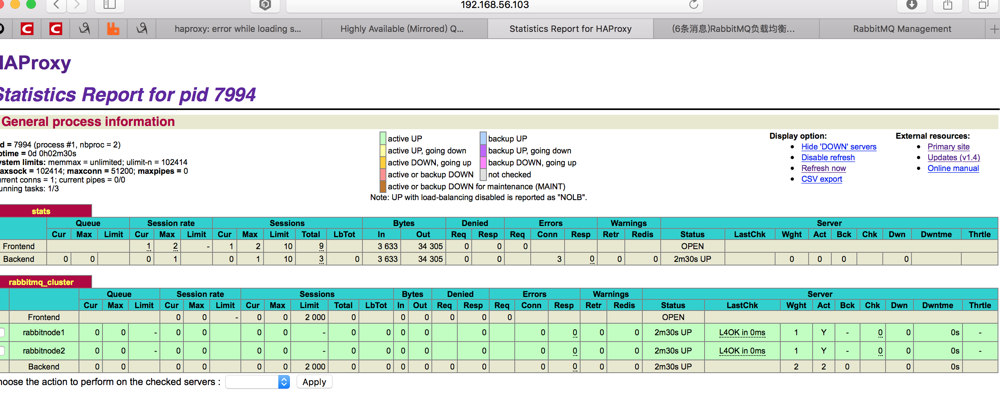 192.168.56.103
haproxy: error while loading s...
Highly Available (Mirrored) Q...
Statistics Report for HAProxy
(6条消息)RabbitMQ负载均衡...
RabbitMQ Management
HAProxy
Statistics Report for pid 7994
General process information
d = 7994 (process #1, nbproc = 2)
ptime = 0d 0h02m30s
ystem limits: memmax = unlimited; ulimit-n = 102414
axsock = 102414; maxconn = 51200; maxpipes = 0
urrent conns = 1; current pipes = 0/0
unning tasks: 1/3
active UP
backup UP
active UP, going down
backup UP, going down
active DOWN, going up
backup DOWN, going up
active or backup DOWN
not checked
active or backup DOWN for maintenance (MAINT)
Note: UP with load-balancing disabled is reported as "NOLB".
Display option:
Hide 'DOWN' servers
Disable refresh
Refresh now
CSV export
External resources:
Primary site
Updates (v1.4)
Online manual
stats
Queue Session rate Sessions Bytes Denied Errors Warnings Server
Cur Max Limit Cur Max Limit Cur Max Limit Total LbTot In Out Req Resp Req Conn Resp Retr Redis Status LastChk Wght Act Bck Chk Dwn Dwntme Thrtle
Frontend 1 2 - 1 2 10 9 3 633 34 305 0 0 0 OPEN
Backend 0 0 0 1 0 1 10 3 0 3 633 34 305 0 0 3 0 0 0 2m30s UP 0 0 0 0
rabbitmq_cluster
Queue Session rate Sessions Bytes Denied Errors Warnings Server
Cur Max Limit Cur Max Limit Cur Max Limit Total LbTot In Out Req Resp Req Conn Resp Retr Redis Status LastChk Wght Act Bck Chk Dwn Dwntme Thrtle
Frontend 0 0 - 0 0 2 000 0 0 0 0 0 0 OPEN
rabbitnode1 0 0 - 0 0 0 0 - 0 0 0 0 0 0 0 0 0 2m30s UP L4OK in 0ms 1 Y - 0 0 0s -
rabbitnode2 0 0 - 0 0 0 0 - 0 0 0 0 0 0 0 0 0 2m30s UP L4OK in 0ms 1 Y - 0 0 0s -
Backend 0 0 0 0 0 0 2 000 0 0 0 0 0 0 0 0 0 0 2m30s UP 2 2 0 0 0s
hoose the action to perform on the checked servers :
Apply